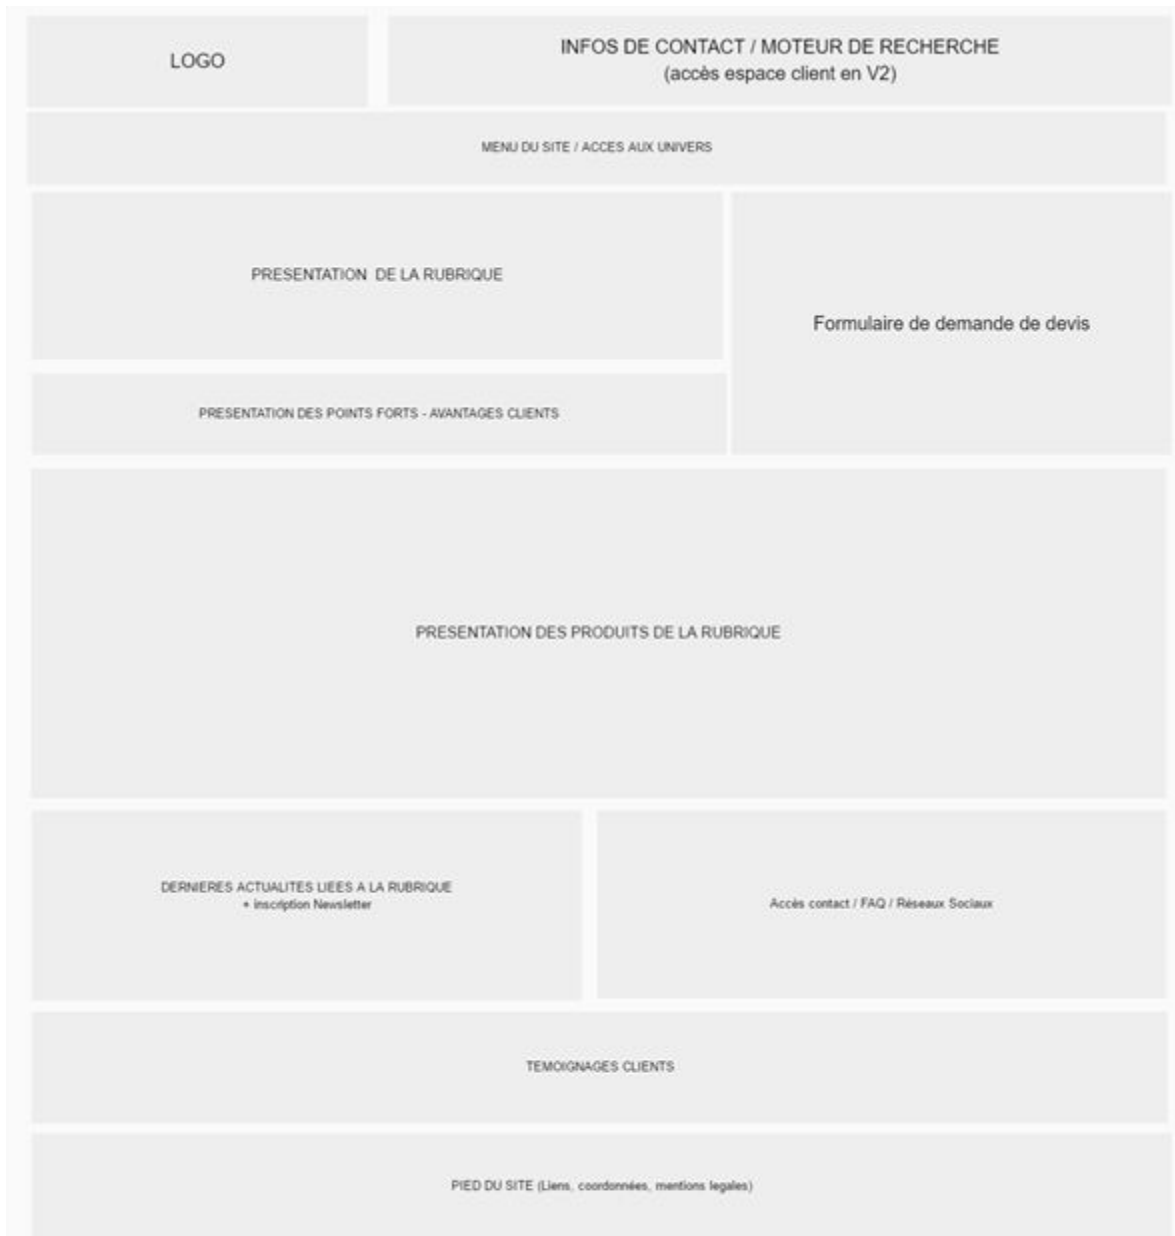 LOGO
INFOS DE CONTACT / MOTEUR DE RECHERCHE
(accès espace client en V2)
MENU DU SITE / ACCES AUX UNIVERS
PRESENTATION DE LA RUBRIQUE
Formulaire de demande de devis
PRESENTATION DES POINTS FORTS - AVANTAGES CLIENTS
PRESENTATION DES PRODUITS DE LA RUBRIQUE
DERNIERES ACTUALITES LIEES A LA RUBRIQUE
+ inscription Newsletter
Accès contact / FAQ / Réseaux Sociaux
TEMOIGNAGES CLIENTS
PIED DU SITE (Liens, coordonnées, mentions legales)